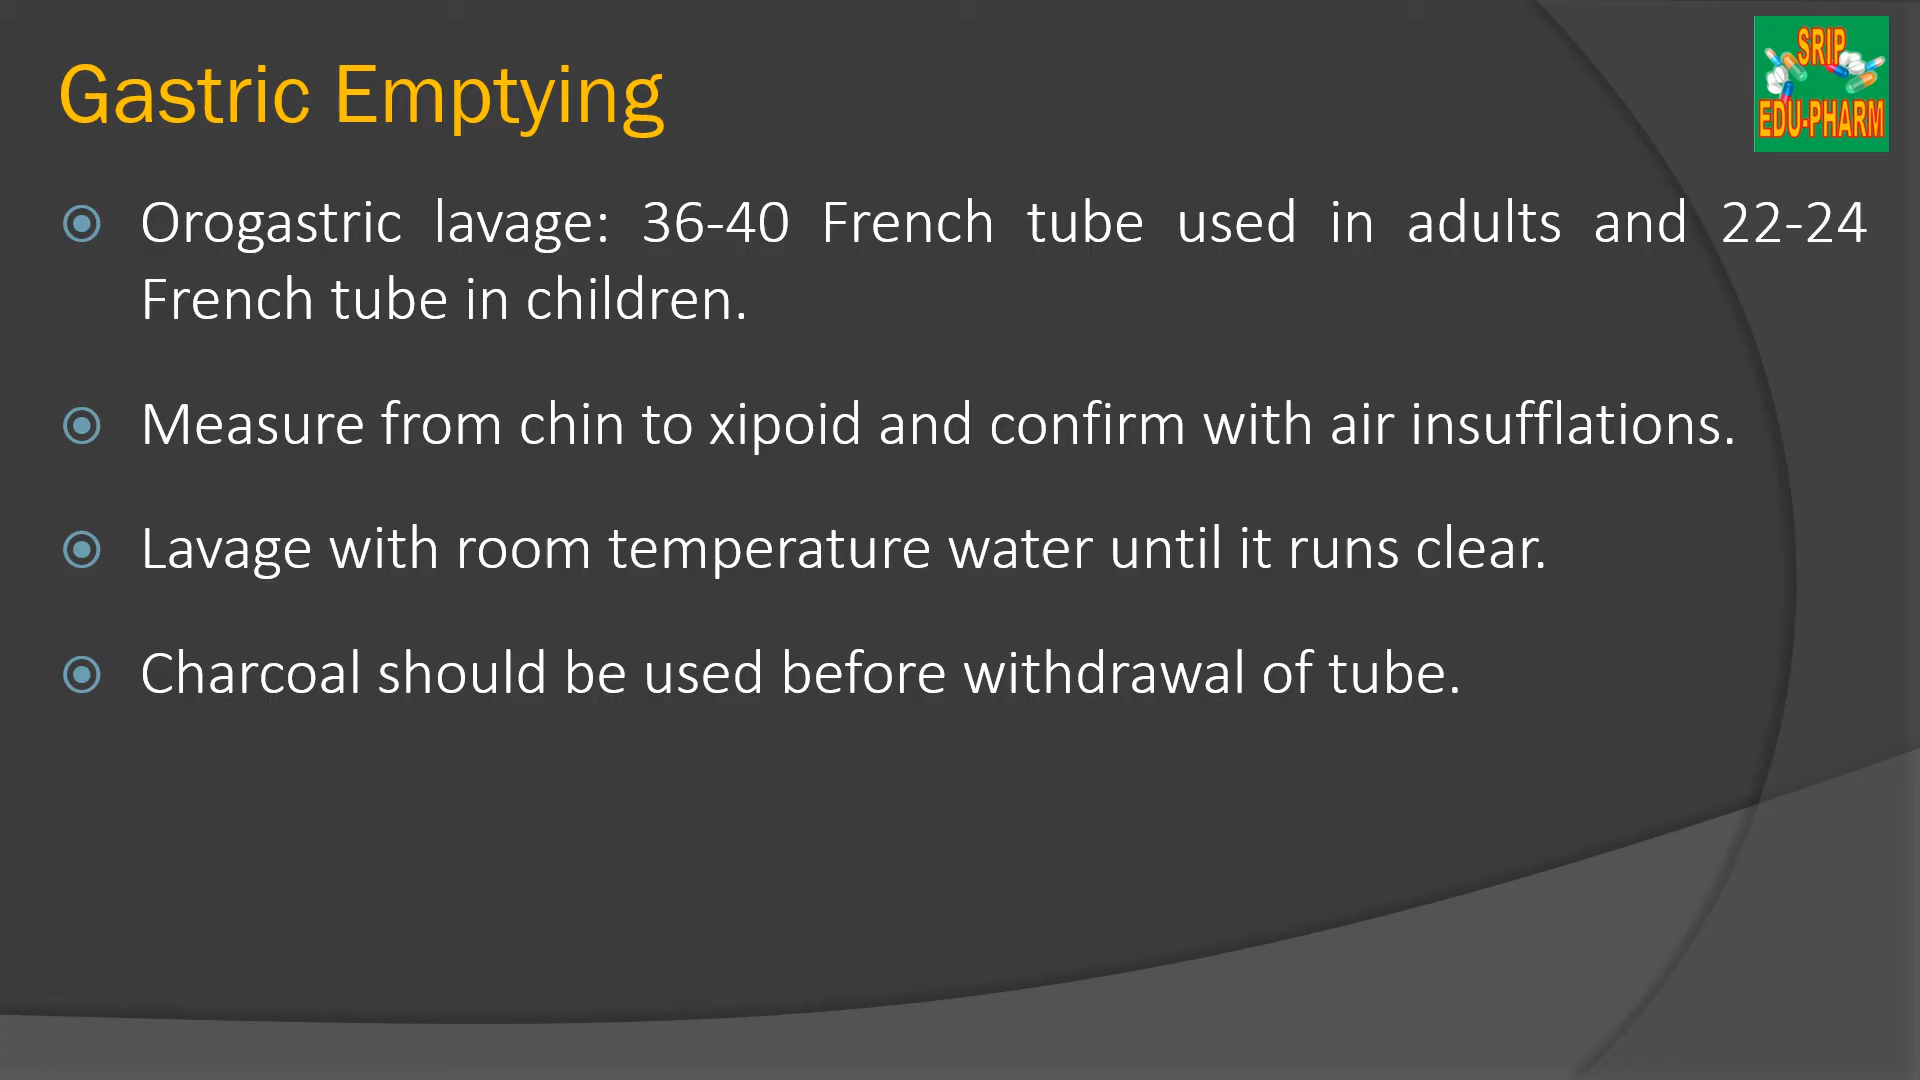 Gastric Emptying
SRIP
EDU-PHARM
Orogastric lavage: 36-40 French tube used in adults and 22-24
French tube in children.
Measure from chin to xipoid and confirm with air insufflations.
Lavage with room temperature water until it runs clear.
Charcoal should be used before withdrawal of tube.